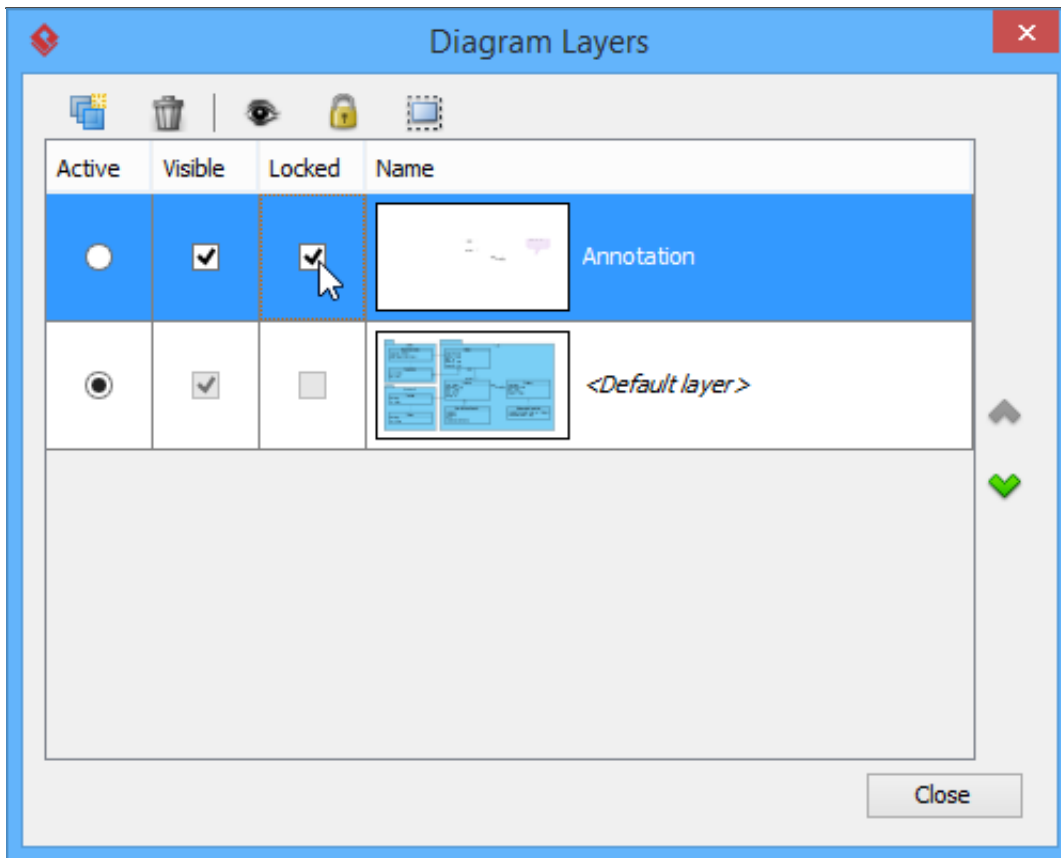 Diagram Layers
Active Visible Locked Name
Annotation
<Default layer>
Close